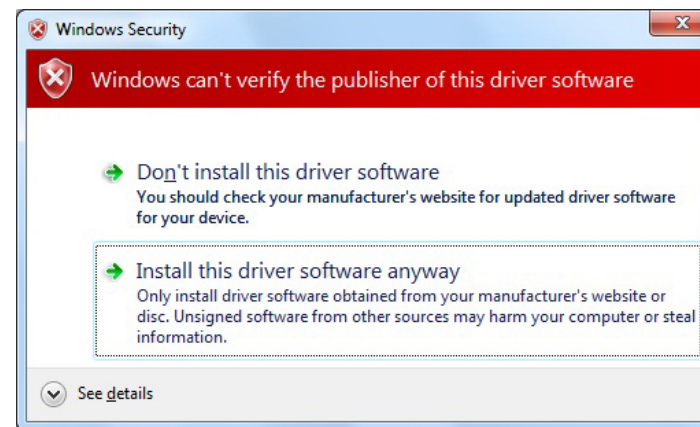 Windows Security
Windows can't verify the publisher of this driver software
Don't install this driver software
You should check your manufacturer's website for updated driver software
for your device.
Install this driver software anyway
Only install driver software obtained from your manufacturer's website or
disc. Unsigned software from other sources may harm your computer or steal
information.
See details